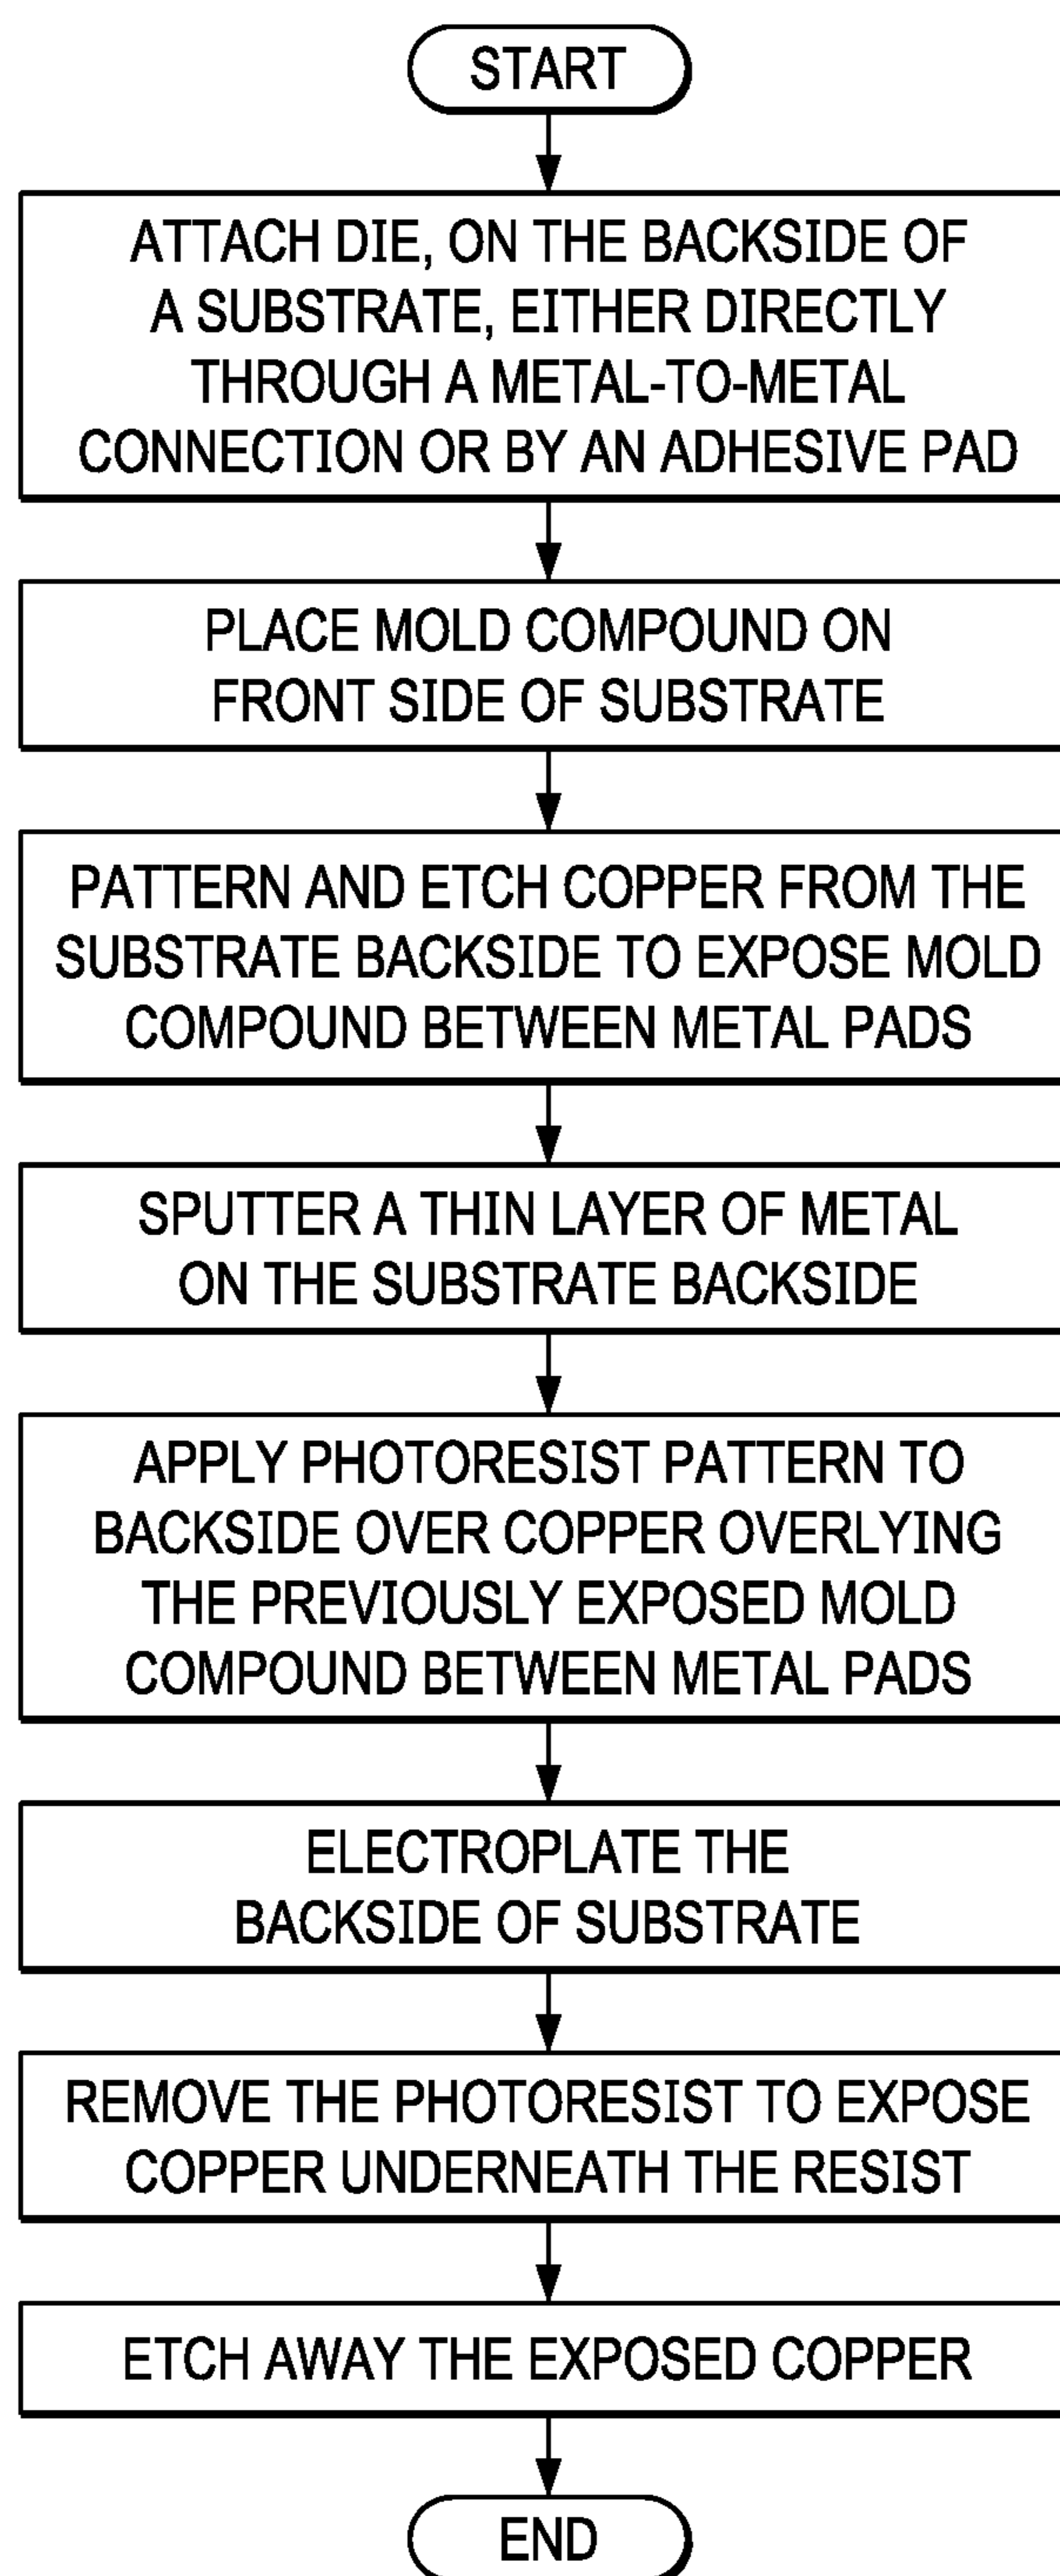 START
ATTACH DIE, ON THE BACKSIDE OF
A SUBSTRATE, EITHER DIRECTLY
THROUGH A METAL-TO-METAL
CONNECTION OR BY AN ADHESIVE PAD
PLACE MOLD COMPOUND ON
FRONT SIDE OF SUBSTRATE
PATTERN AND ETCH COPPER FROM THE
SUBSTRATE BACKSIDE TO EXPOSE MOLD
COMPOUND BETWEEN METAL PADS
SPUTTER A THIN LAYER OF METAL
ON THE SUBSTRATE BACKSIDE
APPLY PHOTORESIST PATTERN TO
BACKSIDE OVER COPPER OVERLYING
THE PREVIOUSLY EXPOSED MOLD
COMPOUND BETWEEN METAL PADS
ELECTROPLATE THE
BACKSIDE OF SUBSTRATE
REMOVE THE PHOTORESIST TO EXPOSE
COPPER UNDERNEATH THE RESIST
ETCH AWAY THE EXPOSED COPPER
END